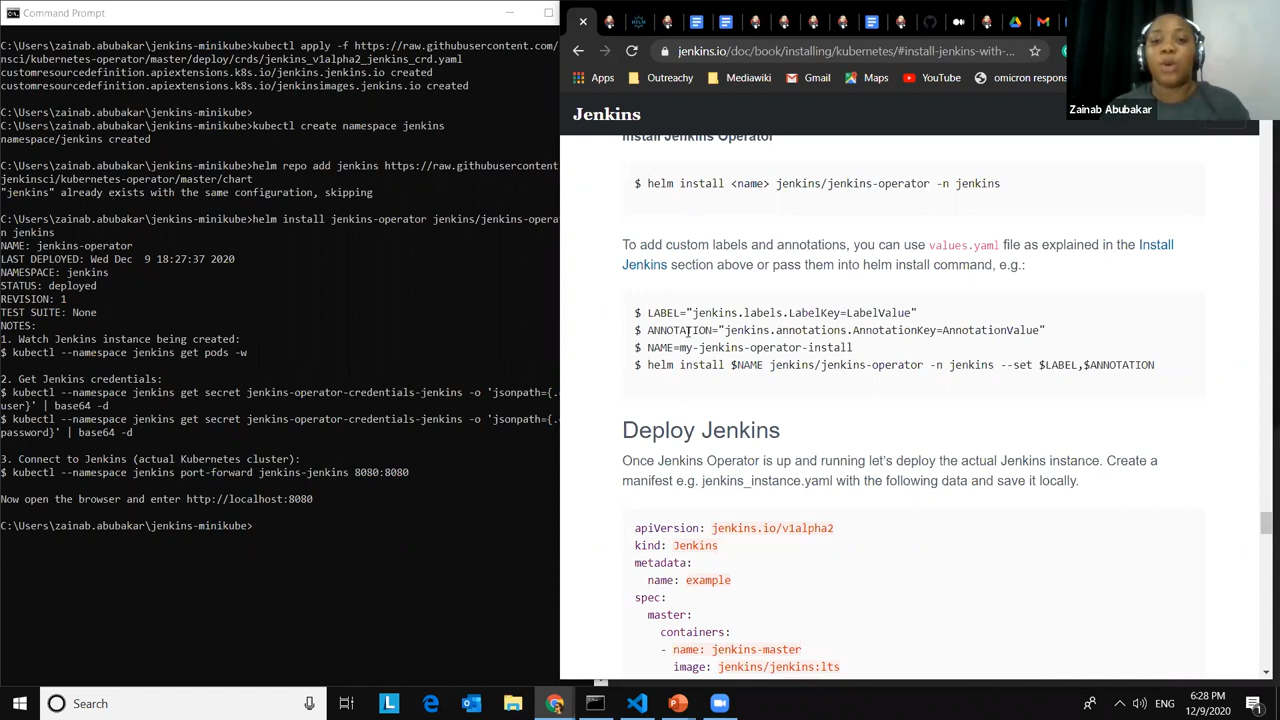 Command Prompt
C:\Users\zainab.abubakar\jenkins-minikube>kubectl apply -f https://raw.githubusercontent.com/
nsci/kubernetes-operator/master/deploy/crds/jenkins_v1alpha2_jenkins_crd.yaml
customresourcedefinition.apiextensions.k8s.io/jenkins.jenkins.io created
customresourcedefinition.apiextensions.k8s.io/jenkinsimages.jenkins.io created
C:\Users\zainab.abubakar\jenkins-minikube>
C:\Users\zainab.abubakar\jenkins-minikube>kubectl create namespace jenkins
namespace/jenkins created
C:\Users\zainab.abubakar\jenkins-minikube>helm repo add jenkins https://raw.githubusercontent
jenkinsci/kubernetes-operator/master/chart
"jenkins" already exists with the same configuration, skipping
C:\Users\zainab.abubakar\jenkins-minikube>helm install jenkins-operator jenkins/jenkins-opera
n jenkins
NAME: jenkins-operator
LAST DEPLOYED: Wed Dec  9 18:27:37 2020
NAMESPACE: jenkins
STATUS: deployed
REVISION: 1
TEST SUITE: None
NOTES:
1. Watch Jenkins instance being created:
$ kubectl --namespace jenkins get pods -w
2. Get Jenkins credentials:
$ kubectl --namespace jenkins get secret jenkins-operator-credentials-jenkins -o 'jsonpath={.
user}' | base64 -d
$ kubectl --namespace jenkins get secret jenkins-operator-credentials-jenkins -o 'jsonpath={.
password}' | base64 -d
3. Connect to Jenkins (actual Kubernetes cluster):
$ kubectl --namespace jenkins port-forward jenkins-jenkins 8080:8080
Now open the browser and enter http://localhost:8080
C:\Users\zainab.abubakar\jenkins-minikube>
jenkins.io/doc/book/installing/kubernetes/#install-jenkins-with-...
Apps Outreachy Mediawiki Gmail Maps YouTube omicron respon
Zainab Abubakar
Jenkins
Install Jenkins Operator
$ helm install <name> jenkins/jenkins-operator -n jenkins
To add custom labels and annotations, you can use values.yaml file as explained in the Install
Jenkins section above or pass them into helm install command, e.g.:
$ LABEL="jenkins.labels.LabelKey=LabelValue"
$ ANNOTATION="jenkins.annotations.AnnotationKey=AnnotationValue"
$ NAME=my-jenkins-operator-install
$ helm install $NAME jenkins/jenkins-operator -n jenkins --set $LABEL,$ANNOTATION
Deploy Jenkins
Once Jenkins Operator is up and running let's deploy the actual Jenkins instance. Create a
manifest e.g. jenkins_instance.yaml with the following data and save it locally.
apiVersion: jenkins.io/v1alpha2
kind: Jenkins
metadata:
name: example
spec:
master:
containers:
- name: jenkins-master
image: jenkins/jenkins:lts
Search
ENG
6:28 PM
12/9/2020